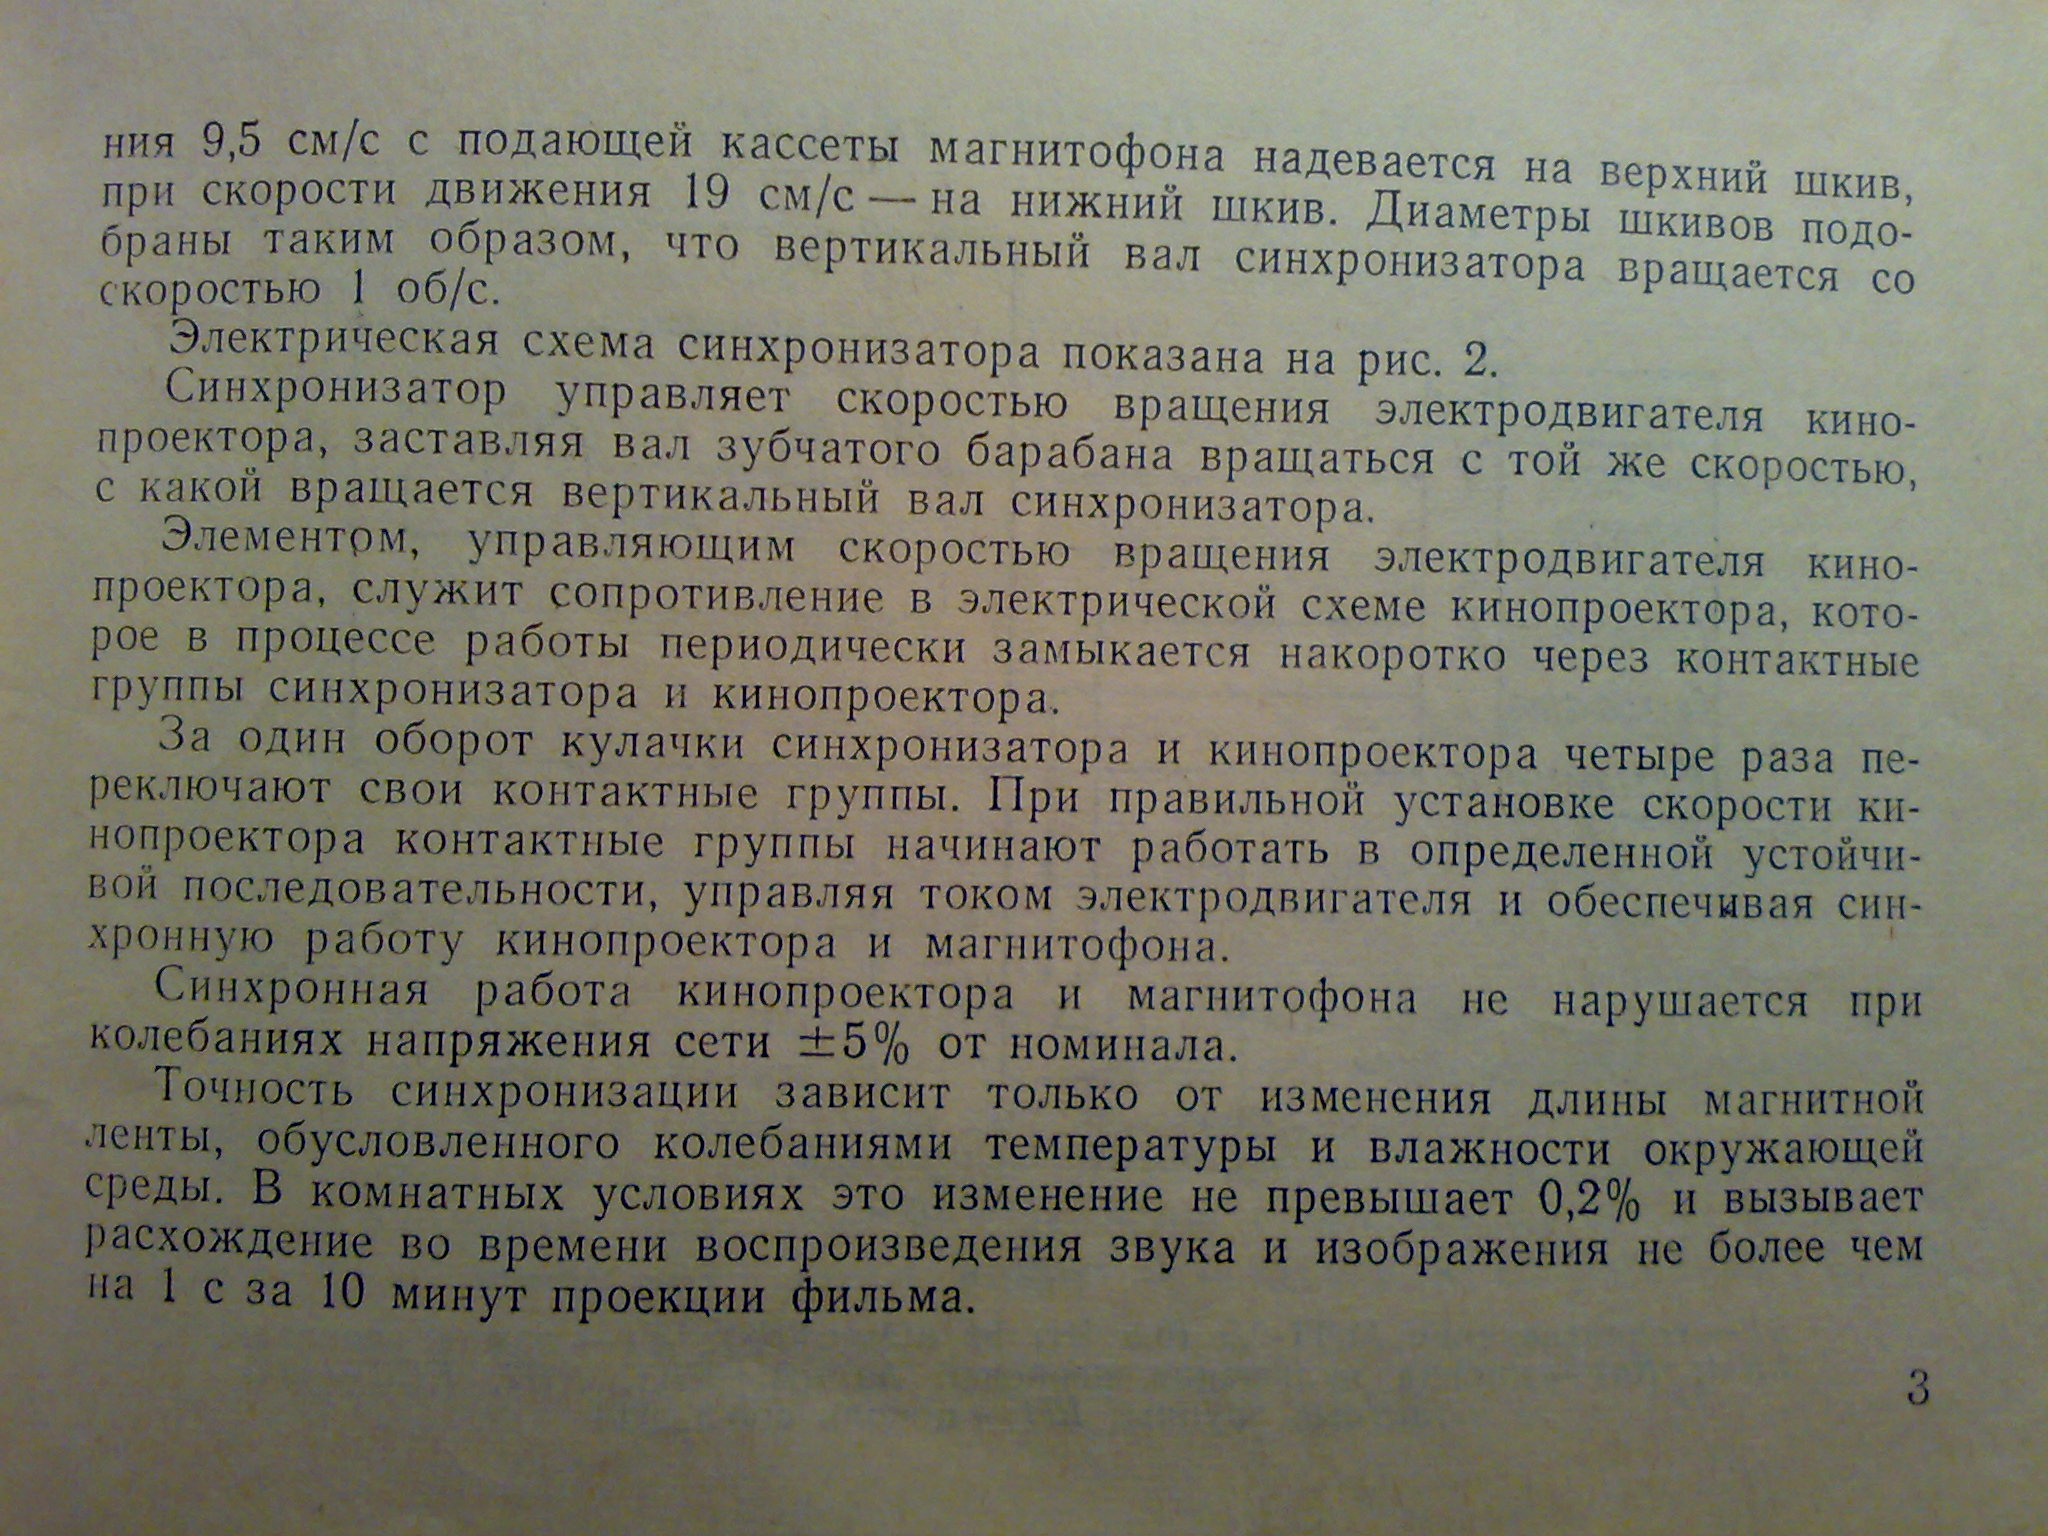 ния 9,5 см/с с подающей кассеты магнитофона надевается на верхний шкив,
при скорости движения 19 см/с — на нижний шкив. Диаметры шкивов подо-
браны таким образом, что вертикальный вал синхронизатора вращается со
скоростью 1 об/с.
Электрическая схема синхронизатора показана на рис. 2.
Синхронизатор управляет скоростью вращения электродвигателя кино-
проектора, заставляя вал зубчатого барабана вращаться с той же скоростью,
с какой вращается вертикальный вал синхронизатора.
Элементом, управляющим скоростью вращения электродвигателя кино-
проектора, служит сопротивление в электрической схеме кинопроектора, кото-
рое в процессе работы периодически замыкается накоротко через контактные
группы синхронизатора и кинопроектора.
За один оборот кулачки синхронизатора и кинопроектора четыре раза пе-
реключают свои контактные группы. При правильной установке скорости ки-
нопроектора контактные группы начинают работать в определенной устойчи-
вой последовательности, управляя током электродвигателя и обеспечивая син-
хронную работу кинопроектора и магнитофона.
Синхронная работа кинопроектора и магнитофона не нарушается при
колебаниях напряжения сети ±5% от номинала.
Точность синхронизации зависит только от изменения длины магнитной
ленты, обусловленного колебаниями температуры и влажности окружающей
среды. В комнатных условиях это изменение не превышает 0,2% и вызывает
расхождение во времени воспроизведения звука и изображения не более чем
на 1 с за 10 минут проекции фильма.
3